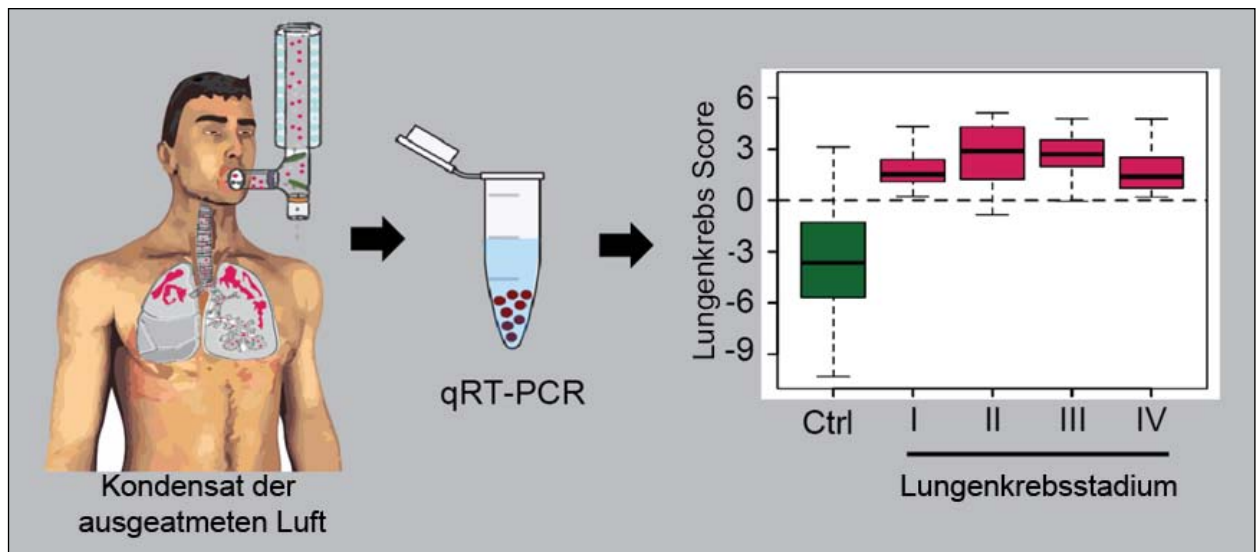 Kondensat der
ausgeatmeten Luft
qRT-PCR
Lungenkrebs Score
6
3
0
-3
-6
-9
Ctrl I II III IV
Lungenkrebsstadium